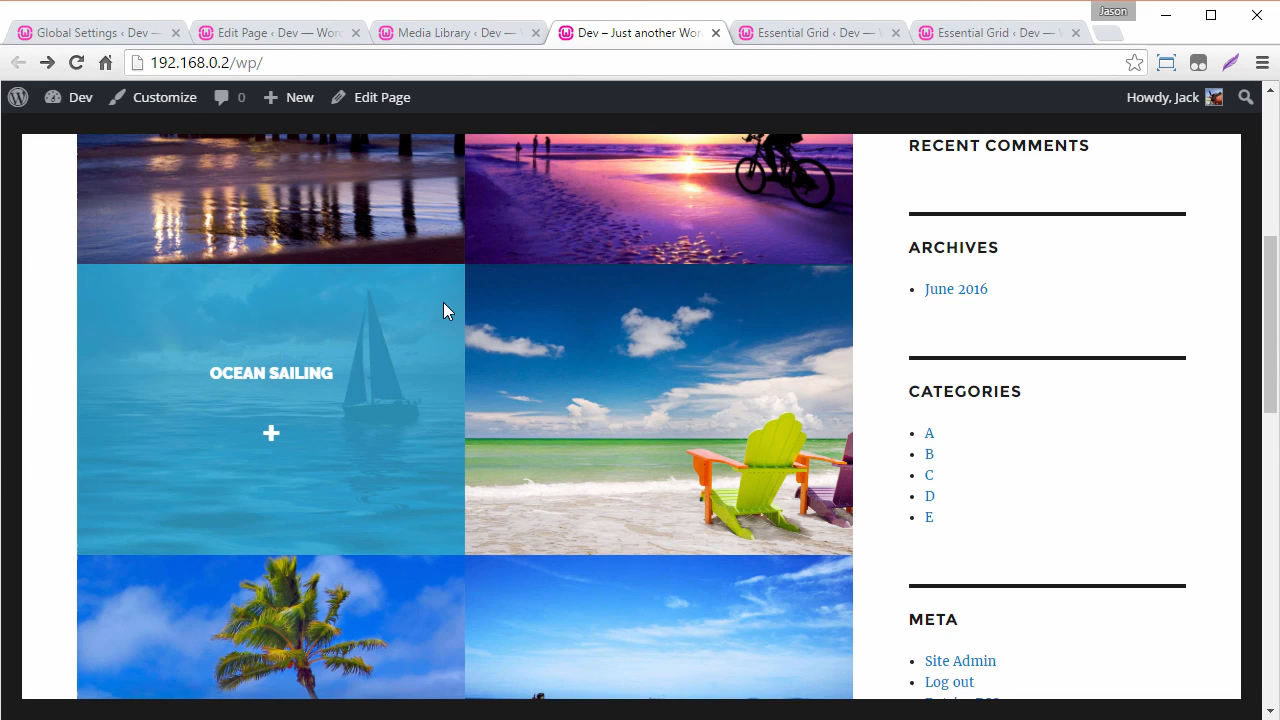 Jason
Global Settings ‹ Dev —
Edit Page ‹ Dev — Wor
Media Library ‹ Dev —
Dev – Just another Wor
Essential Grid ‹ Dev —
Essential Grid ‹ Dev —
192.168.0.2/wp/
Dev
Customize
0
New
Edit Page
Howdy, Jack
RECENT COMMENTS
ARCHIVES
June 2016
CATEGORIES
A
B
C
D
E
META
Site Admin
Log out
OCEAN SAILING